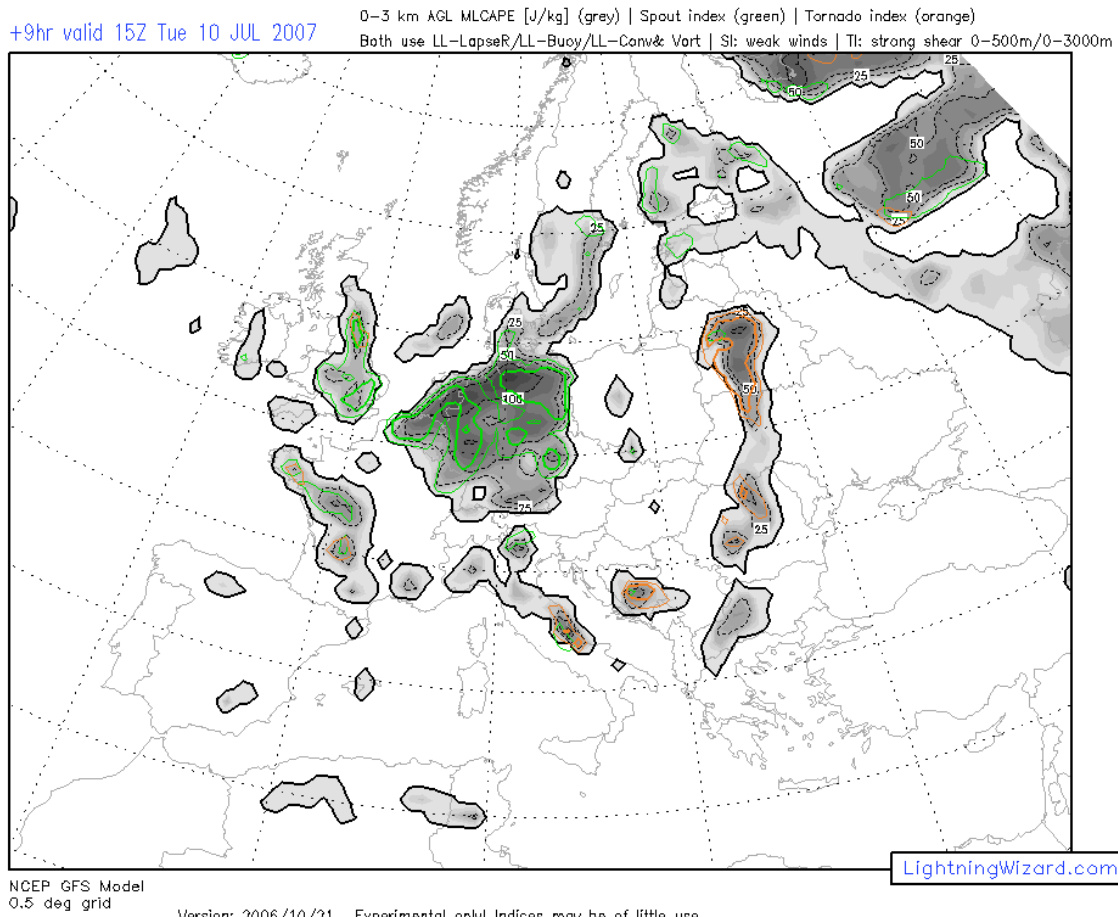 0-3 km AGL MLCAPE [J/kg] (grey) | Spout index (green) | Tornado index (orange)
+9hr valid 15Z Tue 10 JUL 2007
Both use LL-LapseR/LL-Buoy/LL-Conv& Vort | SI: weak winds | TI: strong shear 0-500m/0-3000m
25
25
50
50
50
25
25
25
25
50
50
100
25
25
LightningWizard.com
NCEP GFS Model
0.5 deg grid
Version: 2006/10/21 Experimental only! Indices may be of little use